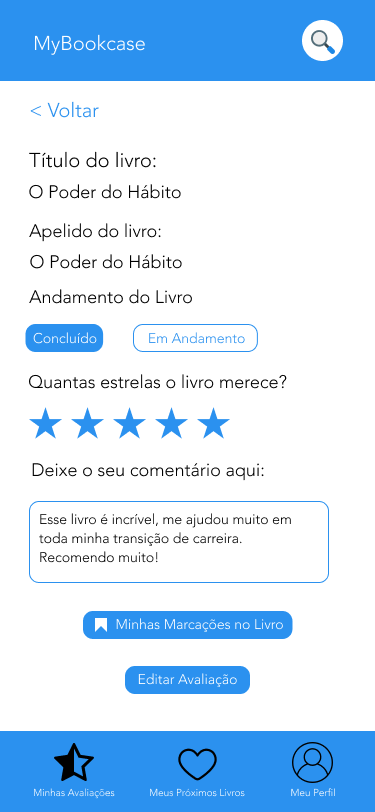 MyBookcase
< Voltar
Título do livro:
O Poder do Hábito
Apelido do livro:
O Poder do Hábito
Andamento do Livro
Concluído Em Andamento
Quantas estrelas o livro merece?
Deixe o seu comentário aqui:
Esse livro é incrível, me ajudou muito em
toda minha transição de carreira.
Recomendo muito!
Minhas Marcações no Livro
Editar Avaliação
Minhas Avaliações Meus Próximos Livros Meu Perfil